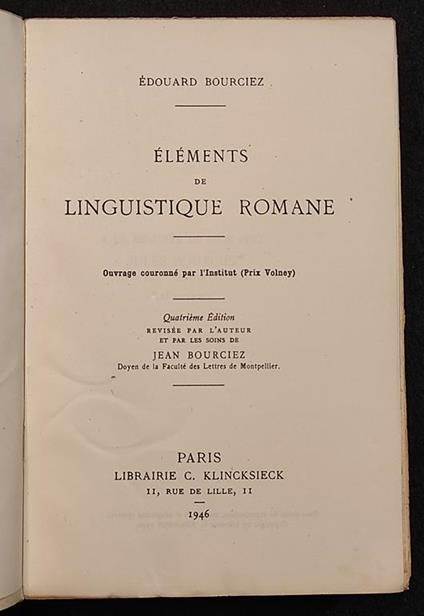 ÉDOUARD BOURCIEZ
ÉLÉMENTS
DE
LINGUISTIQUE ROMANE
Ouvrage couronné par l'Institut (Prix Volney)
Quatrième Édition
REVISÉE PAR L'AUTEUR
ET PAR LES SOINS DE
JEAN BOURCIEZ
Doyen de la Faculté des Lettres de Montpellier.
PARIS
LIBRAIRIE C. KLINCKSIECK
11, RUE DE LILLE, 11
1946